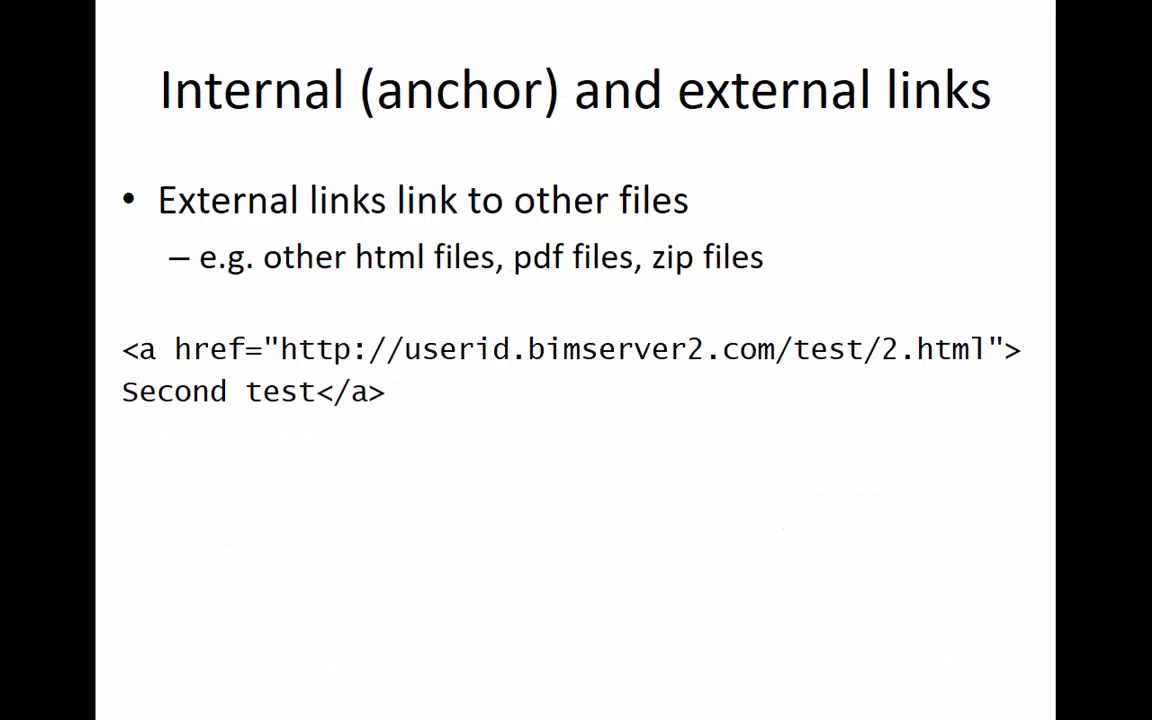 Internal (anchor) and external links
• External links link to other files
– e.g. other html files, pdf files, zip files
<a href="http://userid.bimserver2.com/test/2.html">
Second test</a>